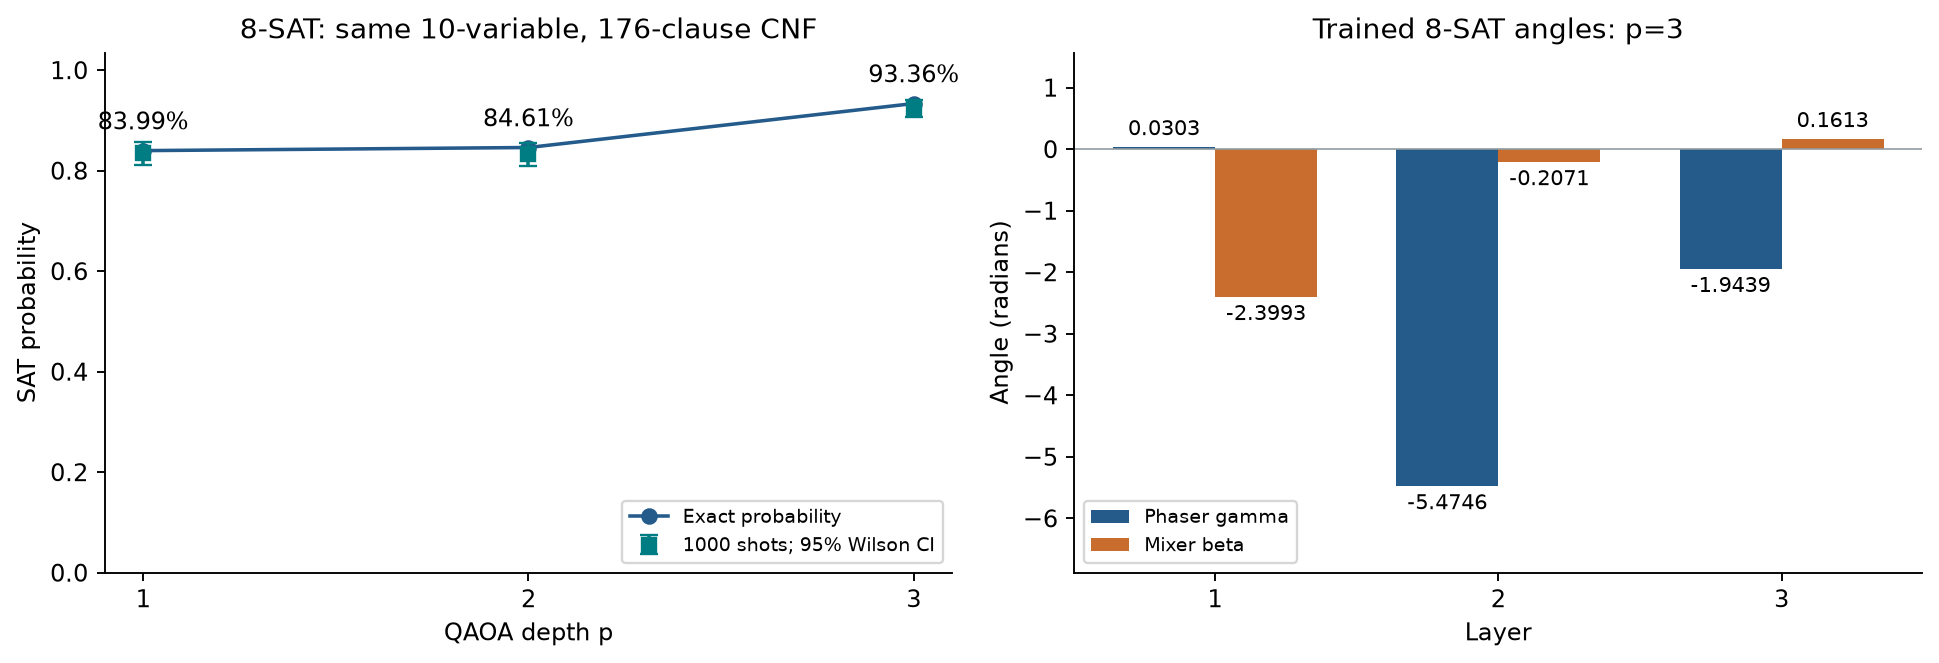 8-SAT: same 10-variable, 176-clause CNF
1.0
0.8
0.6
0.4
0.2
0.0
SAT probability
83.99%
84.61%
93.36%
Exact probability
1000 shots; 95% Wilson CI
1
2
3
QAOA depth p
Trained 8-SAT angles: p=3
1
0
−1
−2
−3
−4
−5
−6
Angle (radians)
0.0303
-2.3993
-5.4746
-0.2071
-1.9439
0.1613
Phaser gamma
Mixer beta
1
2
3
Layer